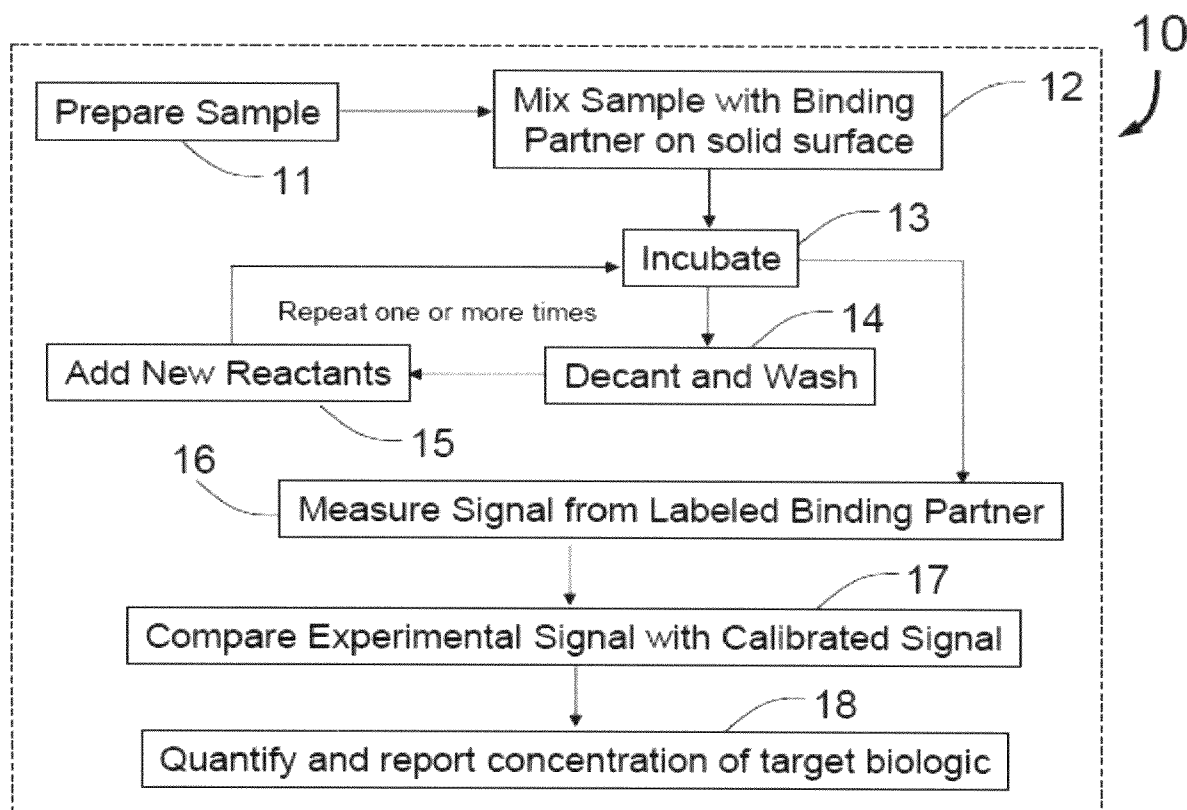 10
Prepare Sample
11
Mix Sample with Binding
Partner on solid surface
12
Incubate
13
Repeat one or more times
14
Add New Reactants
Decant and Wash
15
16
Measure Signal from Labeled Binding Partner
17
Compare Experimental Signal with Calibrated Signal
18
Quantify and report concentration of target biologic